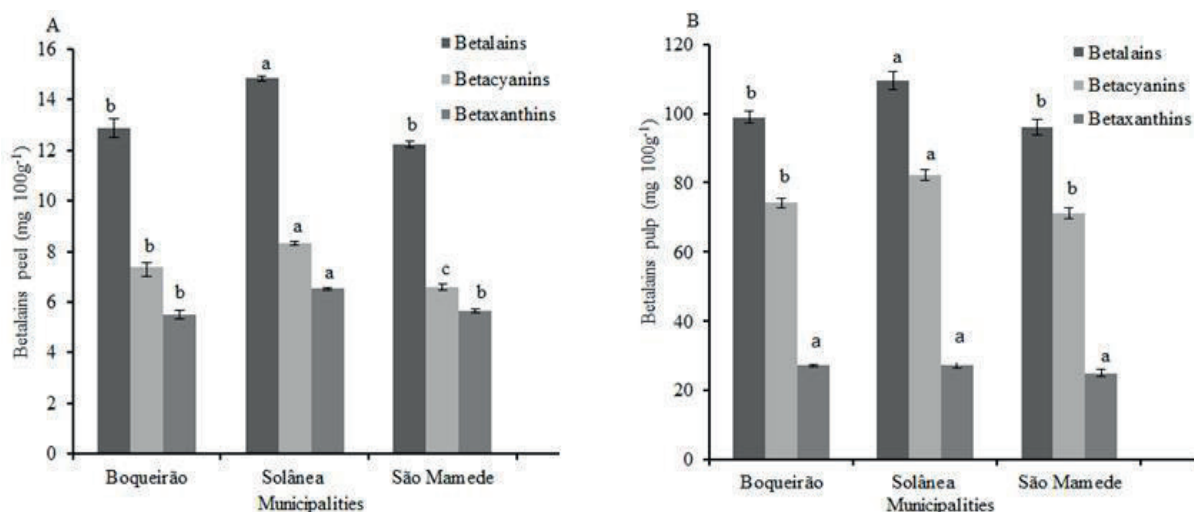 A
Betalains
Betacyanins
Betaxanthins
16
14
12
10
8
6
4
2
0
Betalains peel (mg 100g⁻¹)
b
b
b
a
a
a
b
c
b
Boqueirão
Solânea
São Mamede
Municipalities
B
Betalains
Betacyanins
Betaxanthins
120
100
80
60
40
20
0
Betalains pulp (mg 100g⁻¹)
b
b
a
a
a
a
b
b
a
Boqueirão
Solânea
São Mamede
Municipalities